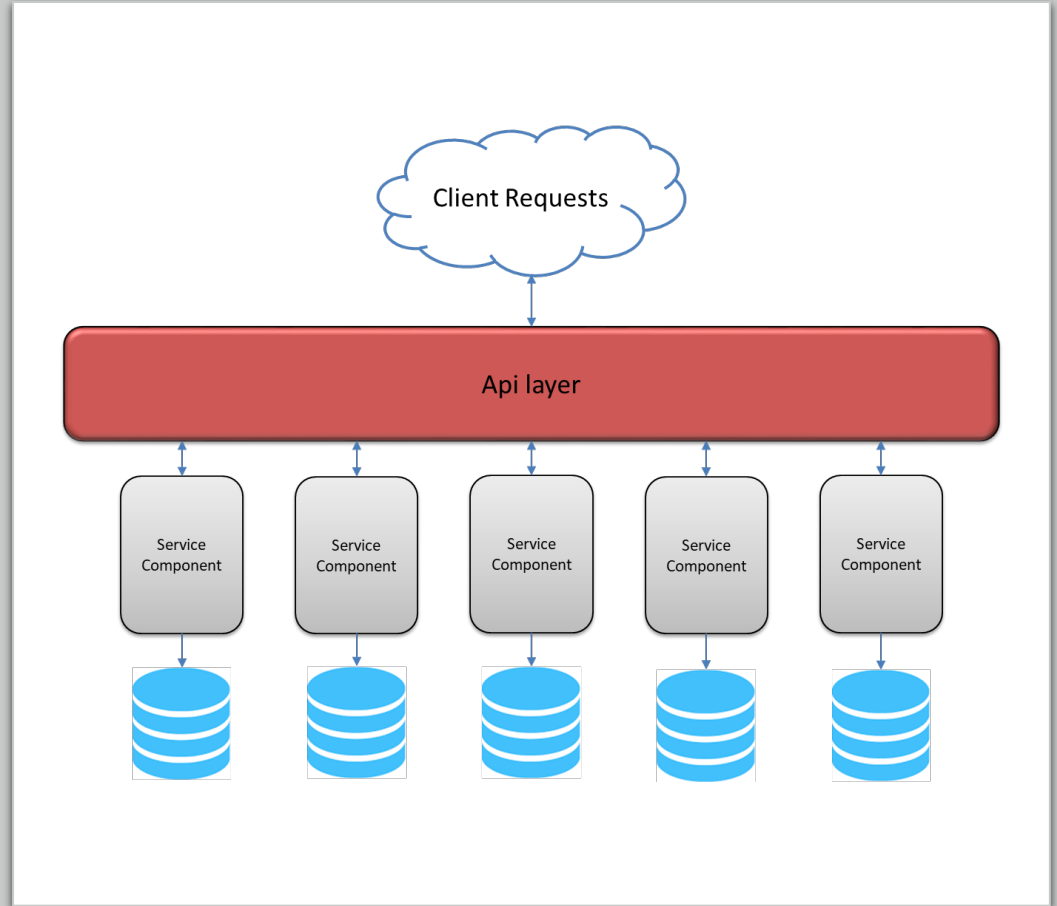 Client Requests
Api layer
Service
Component
Service
Component
Service
Component
Service
Component
Service
Component